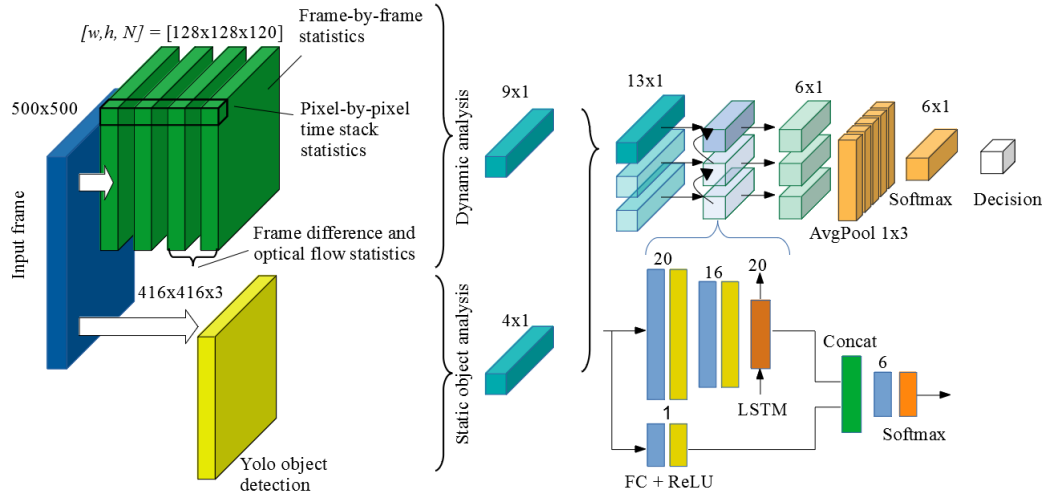 [w,h, N] = [128x128x120]
Frame-by-frame
statistics
500x500
Pixel-by-pixel
time stack
statistics
Input frame
Frame difference and
optical flow statistics
416x416x3
Yolo object
detection
Dynamic analysis
Static object analysis
9x1
4x1
13x1
6x1
6x1
Softmax
Decision
AvgPool 1x3
20
16
20
LSTM
1
FC + ReLU
Concat
6
Softmax